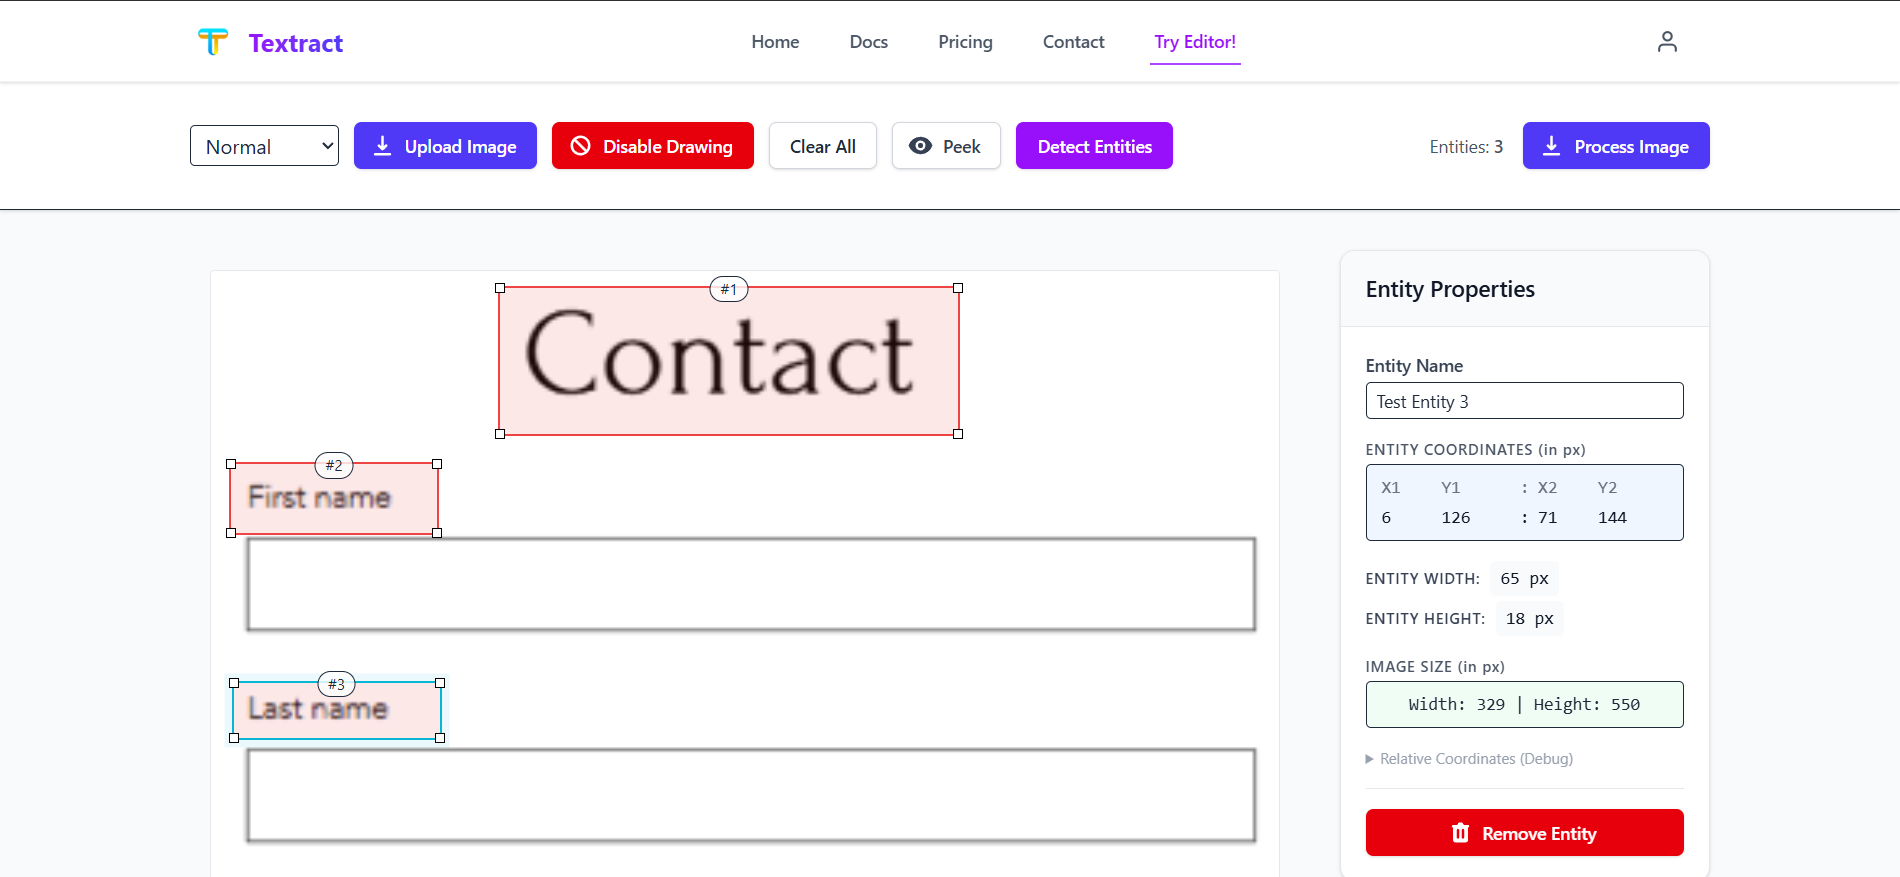 Textract
Home Docs Pricing Contact Try Editor!
Normal Upload Image Disable Drawing Clear All Peek Detect Entities Entities: 3 Process Image
#1
Contact
#2
First name
#3
Last name
Entity Properties
Entity Name
Test Entity 3
ENTITY COORDINATES (in px)
X1 Y1 : X2 Y2
6 126 : 71 144
ENTITY WIDTH: 65 px
ENTITY HEIGHT: 18 px
IMAGE SIZE (in px)
Width: 329 | Height: 550
Relative Coordinates (Debug)
Remove Entity